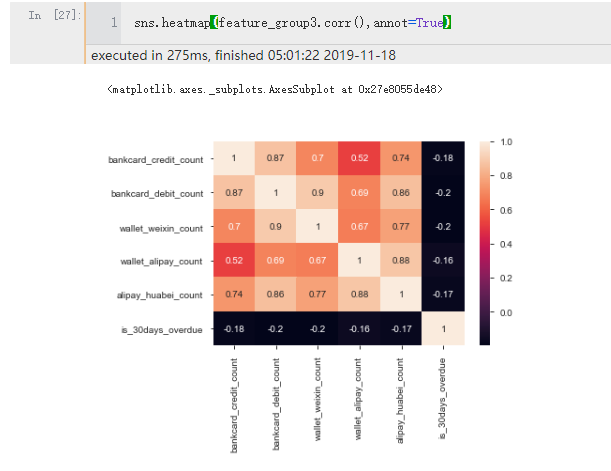 In [27]:
1 sns.heatmap(feature_group3.corr(),annot=True)
executed in 275ms, finished 05:01:22 2019-11-18
<matplotlib.axes._subplots.AxesSubplot at 0x27e8055de48>
bankcard_credit_count 1 0.87 0.7 0.52 0.74 -0.18
bankcard_debit_count 0.87 1 0.9 0.69 0.86 -0.2
wallet_weixin_count 0.7 0.9 1 0.67 0.77 -0.2
wallet_alipay_count 0.52 0.69 0.67 1 0.88 -0.16
alipay_huabei_count 0.74 0.86 0.77 0.88 1 -0.17
is_30days_overdue -0.18 -0.2 -0.2 -0.16 -0.17 1
bankcard_credit_count
bankcard_debit_count
wallet_weixin_count
wallet_alipay_count
alipay_huabei_count
is_30days_overdue
1.0
0.8
0.6
0.4
0.2
0.0